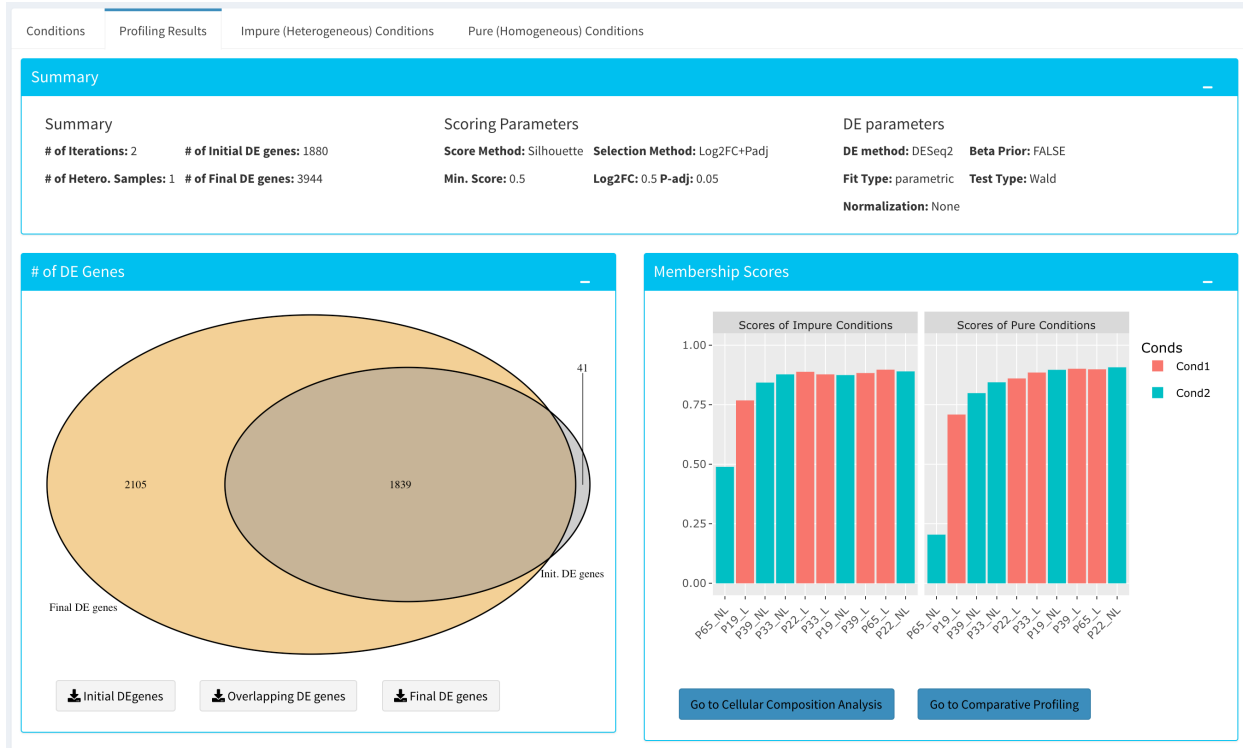 Conditions Profiling Results Impure (Heterogeneous) Conditions Pure (Homogeneous) Conditions
Summary
Summary
# of Iterations: 2 # of Initial DE genes: 1880
# of Hetero. Samples: 1 # of Final DE genes: 3944
Scoring Parameters
Score Method: Silhouette Selection Method: Log2FC+Padj
Min. Score: 0.5 Log2FC: 0.5 P-adj: 0.05
DE parameters
DE method: DESeq2 Beta Prior: FALSE
Fit Type: parametric Test Type: Wald
Normalization: None
# of DE Genes
41
2105 1839
Init. DE genes
Final DE genes
Initial DEgenes Overlapping DE genes Final DE genes
Membership Scores
Scores of Impure Conditions Scores of Pure Conditions
1.00
0.75
0.50
0.25
0.00
P65_NL P19_L P39_NL P33_NL P22_L P33_L P19_NL P39_L P65_L P22_NL
P65_NL P19_L P39_NL P33_NL P22_L P33_L P19_NL P39_L P65_L P22_NL
Conds
Cond1
Cond2
Go to Cellular Composition Analysis Go to Comparative Profiling